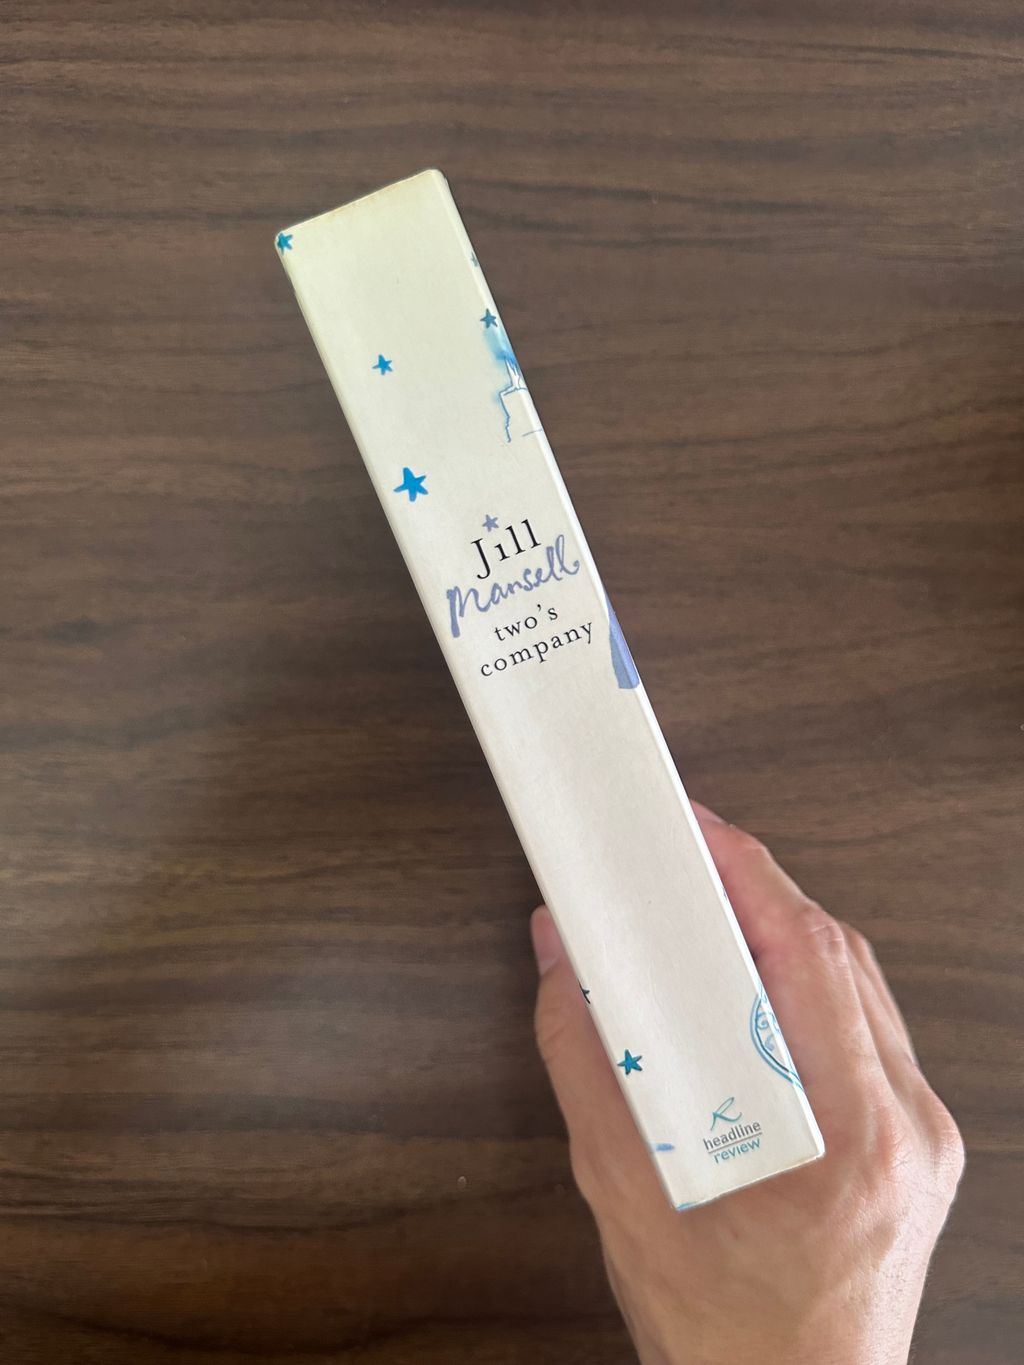 Jill
Mansell
two's
company
R
headline
review